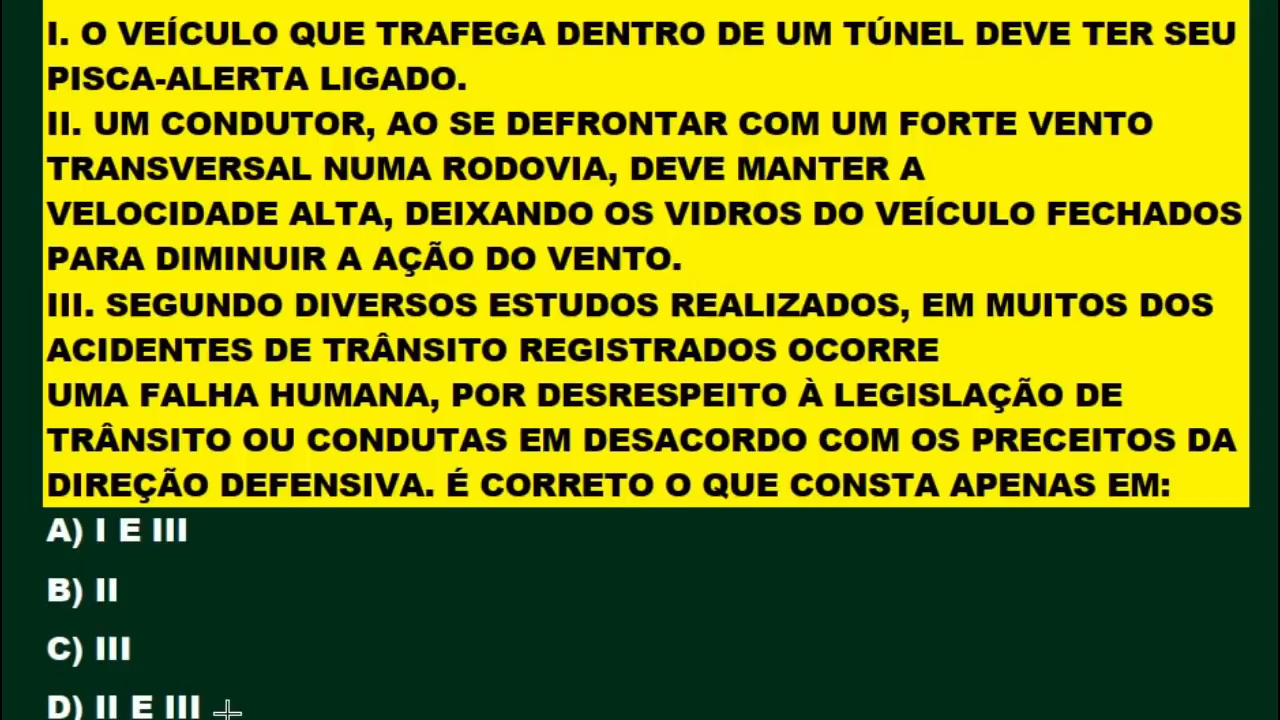 I. O VEÍCULO QUE TRAFEGA DENTRO DE UM TÚNEL DEVE TER SEU
PISCA-ALERTA LIGADO.
II. UM CONDUTOR, AO SE DEFRONTAR COM UM FORTE VENTO
TRANSVERSAL NUMA RODOVIA, DEVE MANTER A
VELOCIDADE ALTA, DEIXANDO OS VIDROS DO VEÍCULO FECHADOS
PARA DIMINUIR A AÇÃO DO VENTO.
III. SEGUNDO DIVERSOS ESTUDOS REALIZADOS, EM MUITOS DOS
ACIDENTES DE TRÂNSITO REGISTRADOS OCORRE
UMA FALHA HUMANA, POR DESRESPEITO À LEGISLAÇÃO DE
TRÂNSITO OU CONDUTAS EM DESACORDO COM OS PRECEITOS DA
DIREÇÃO DEFENSIVA. É CORRETO O QUE CONSTA APENAS EM:
A) I E III
B) II
C) III
D) II E III